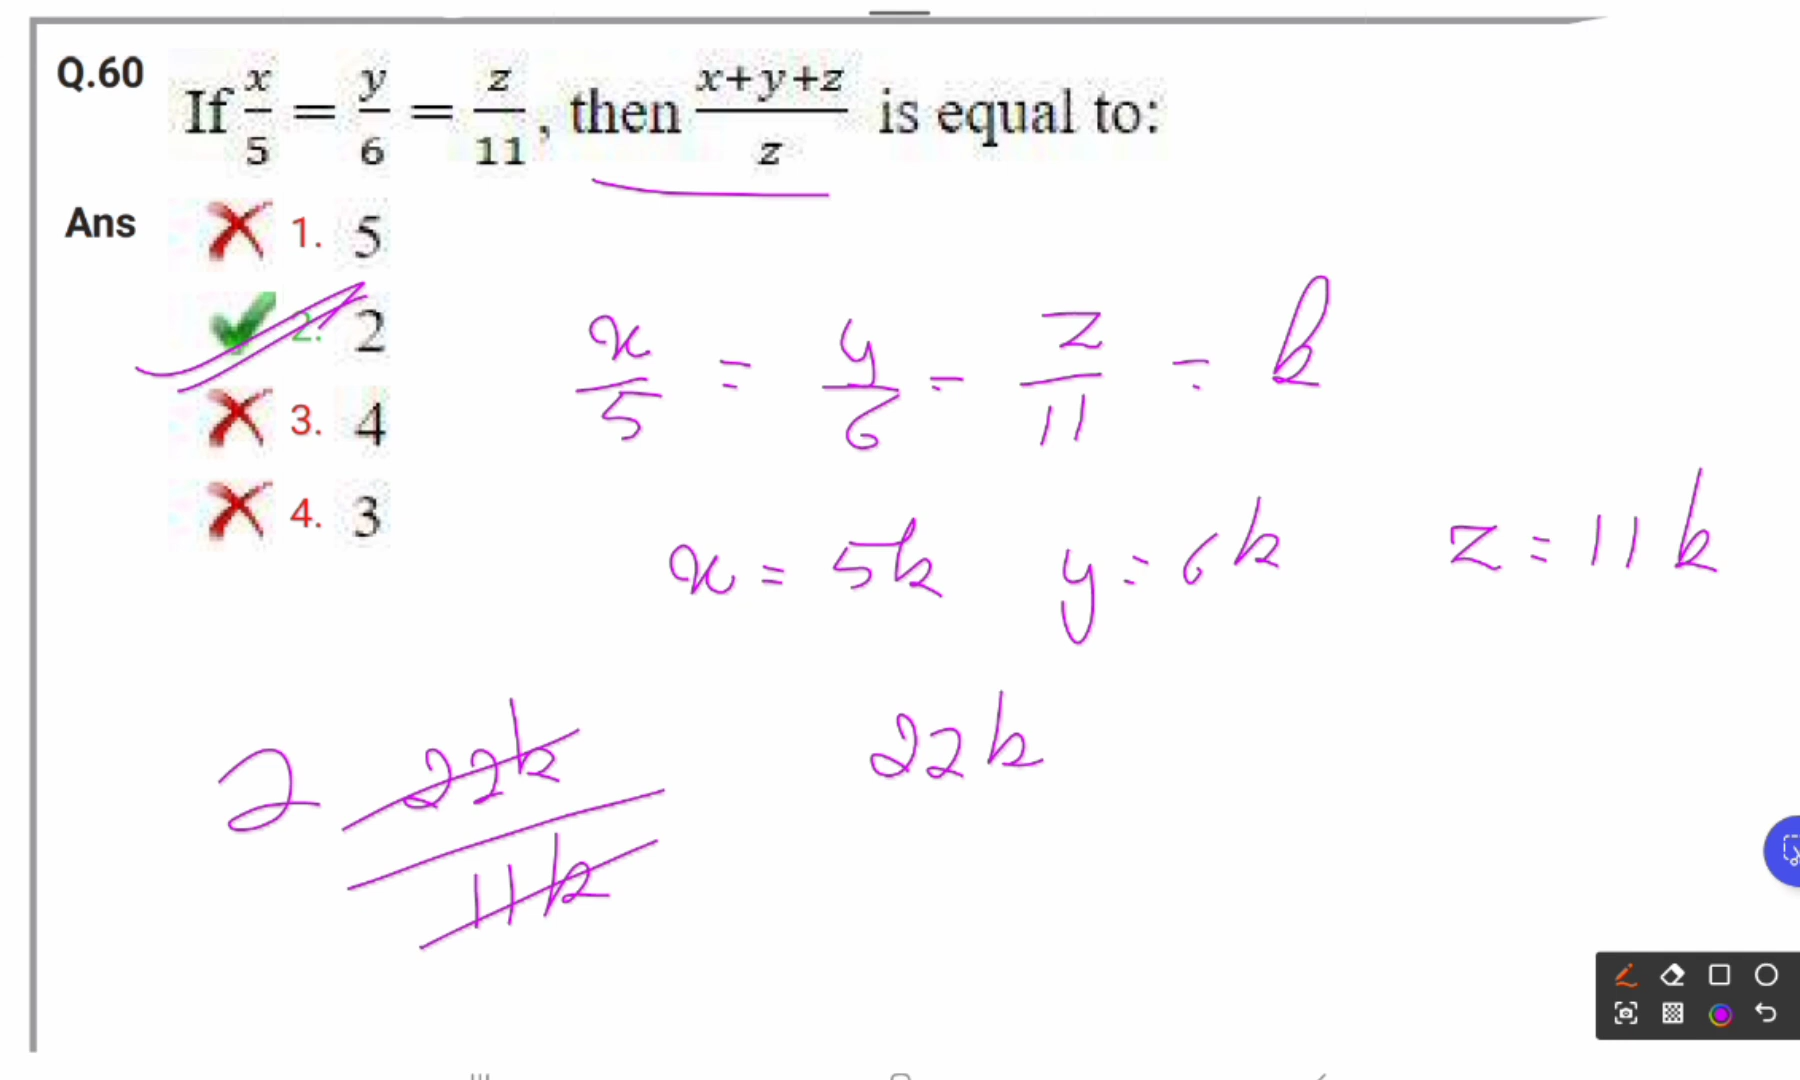 Q.60 If x/5 = y/6 = z/11, then x+y+z/z is equal to:
Ans 1. 5
2. 2
3. 4
4. 3
x/5 = y/6 = z/11 = k
x = 5k y = 6k z = 11k
22k
2 22k/11k